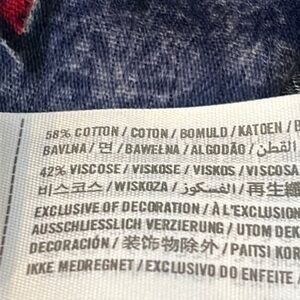 58% COTTON / COTON / BOMULD / KATOEN /
BAVLNA / 면 / BAWEŁNA / ALGODÃO / القطن /
42% VISCOSE / VISKOSE / VISKOS / VISCOSA
비스코스 / WISKOZA / الفسكوز / 再生纖
EXCLUSIVE OF DECORATION / À L'EXCLUSION
AUSSCHLIESSLICH VERZIERUNG / UTOM DEK
DECORACIÓN / 装饰物除外 / PAITSI KOR
IKKE MEDREGNET / EXCLUSIVO DO ENFEITE /